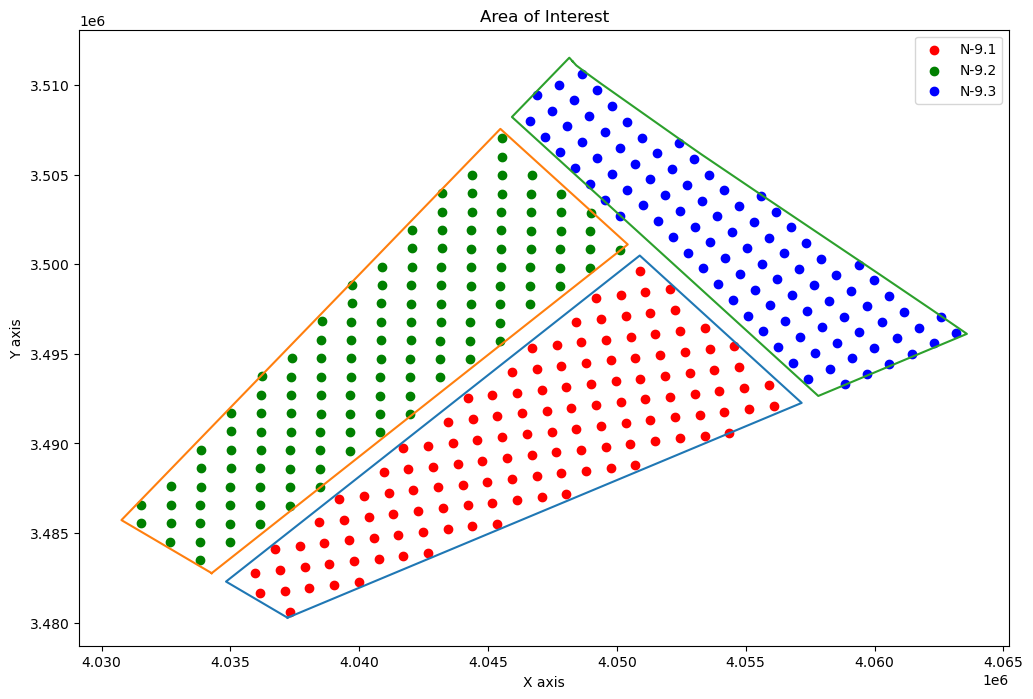 Area of Interest
1e6
3.510
3.505
3.500
3.495
3.490
3.485
3.480
Y axis
N-9.1
N-9.2
N-9.3
4.030 4.035 4.040 4.045 4.050 4.055 4.060 4.065
X axis
1e6